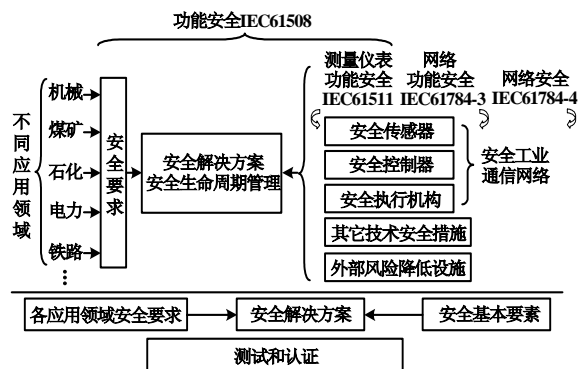 功能安全IEC61508
测量仪表
功能安全
IEC61511
网络
功能安全
IEC61784-3
网络安全
IEC61784-4
不同应用领域
机械
煤矿
石化
电力
铁路
⋮
安全要求
安全解决方案
安全生命周期管理
安全传感器
安全控制器
安全执行机构
其它技术安全措施
外部风险降低设施
安全工业
通信网络
各应用领域安全要求
安全解决方案
安全基本要素
测试和认证